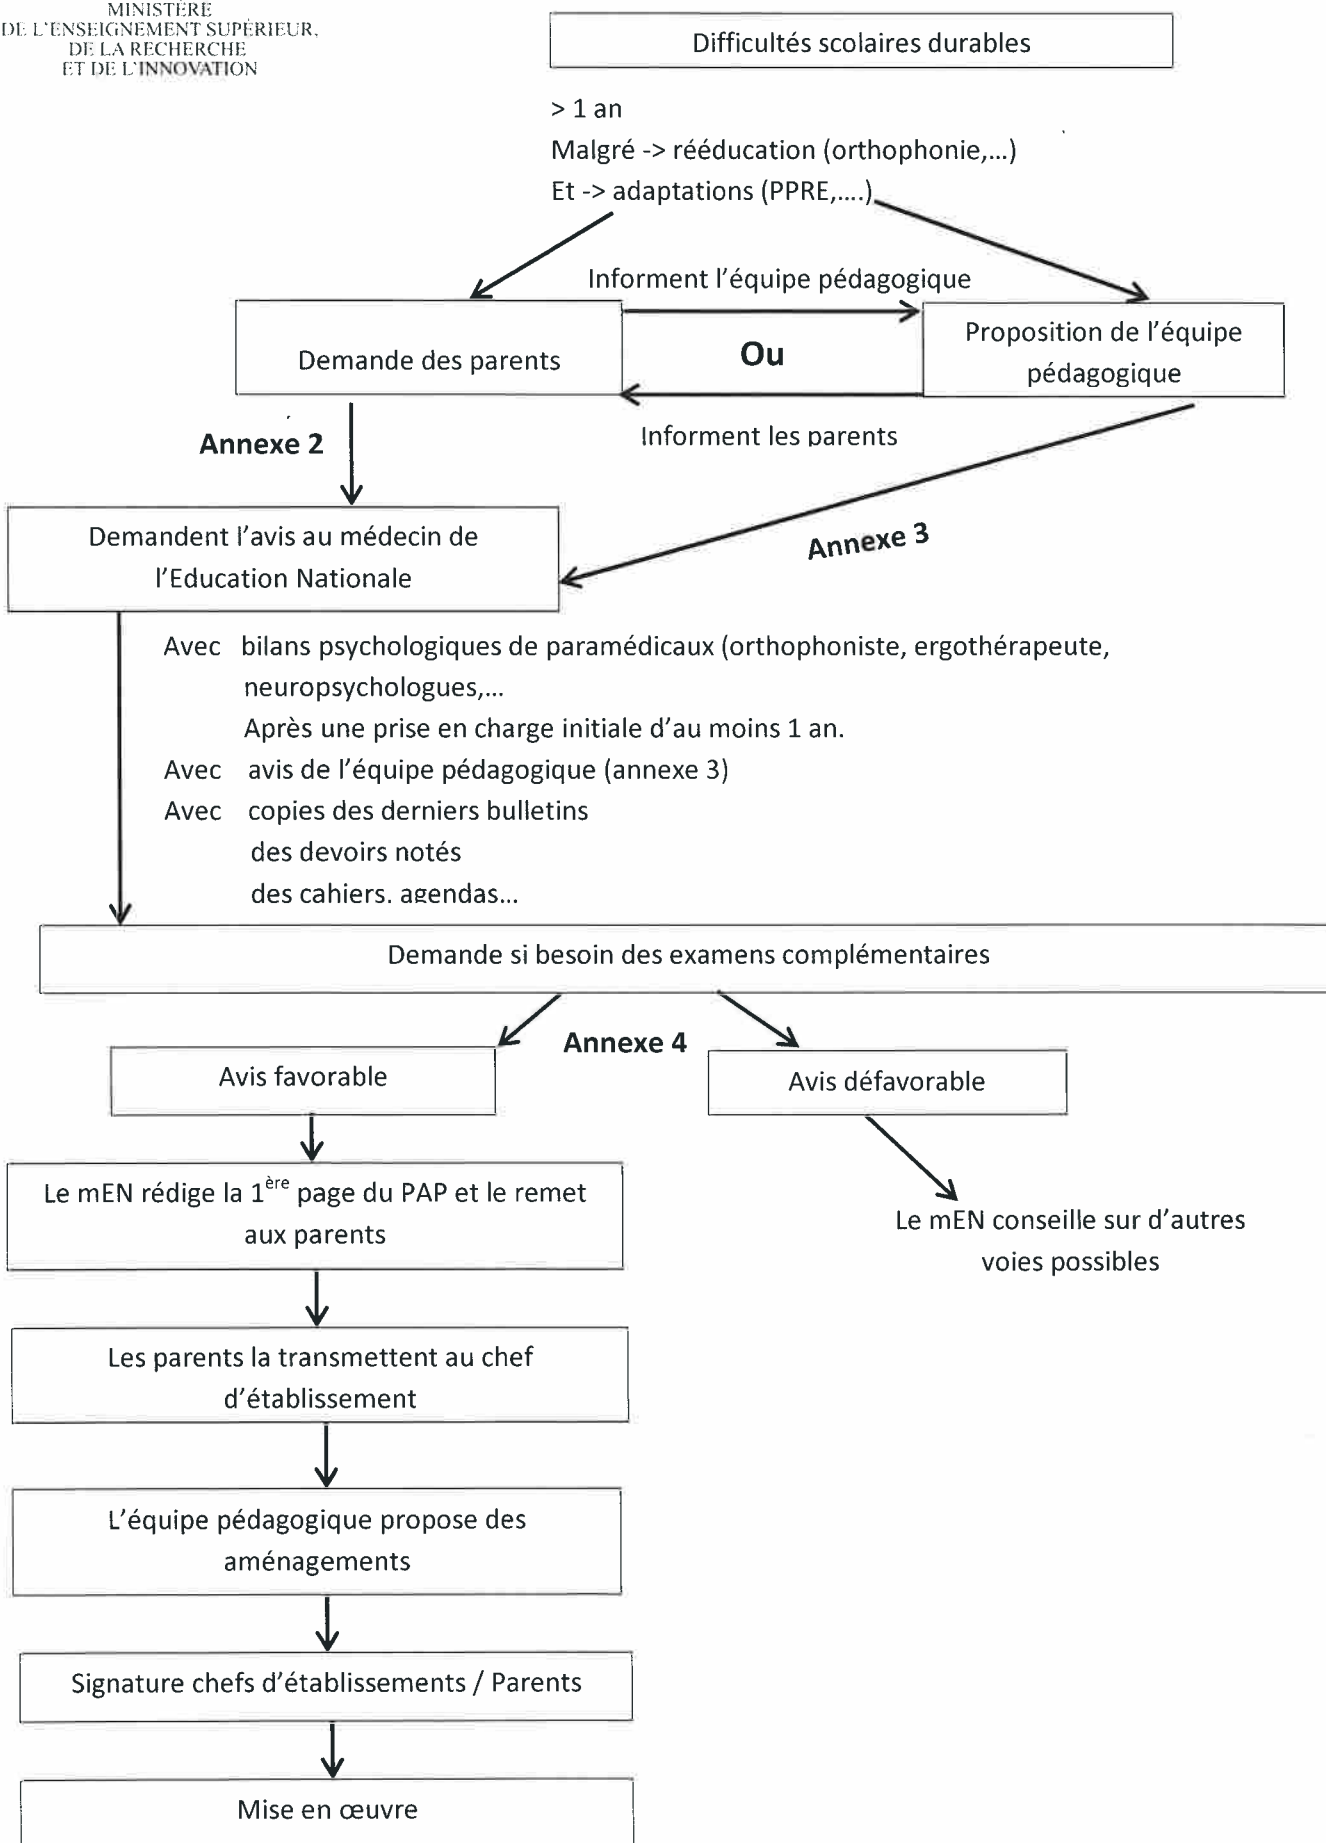 MINISTÈRE
DE L'ENSEIGNEMENT SUPÉRIEUR,
DE LA RECHERCHE
ET DE L'INNOVATION
Difficultés scolaires durables
> 1 an
Malgré -> rééducation (orthophonie,...)
Et -> adaptations (PPRE,....)
Informent l'équipe pédagogique
Demande des parents
Ou
Proposition de l'équipe
pédagogique
Informent les parents
Annexe 2
Annexe 3
Demandent l'avis au médecin de
l'Education Nationale
Avec bilans psychologiques de paramédicaux (orthophoniste, ergothérapeute,
neuropsychologues,...
Après une prise en charge initiale d'au moins 1 an.
Avec avis de l'équipe pédagogique (annexe 3)
Avec copies des derniers bulletins
des devoirs notés
des cahiers, agendas...
Demande si besoin des examens complémentaires
Annexe 4
Avis favorable
Avis défavorable
Le mEN rédige la 1ère page du PAP et le remet
aux parents
Le mEN conseille sur d'autres
voies possibles
Les parents la transmettent au chef
d'établissement
L'équipe pédagogique propose des
aménagements
Signature chefs d'établissements / Parents
Mise en œuvre